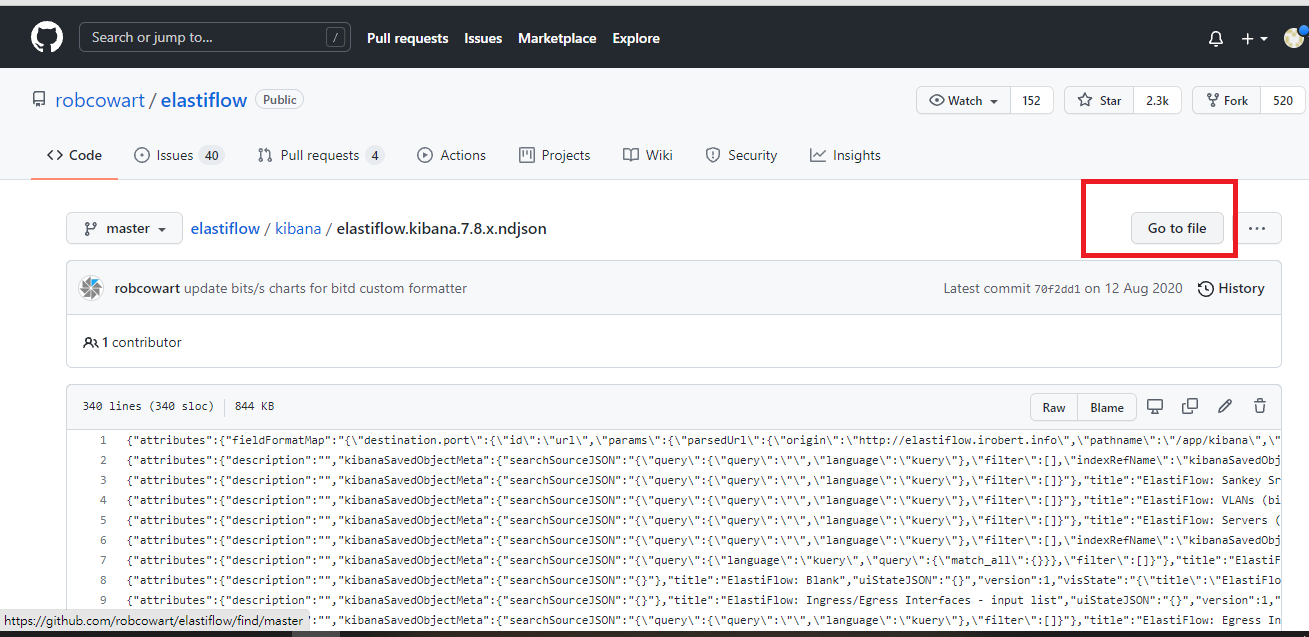 Search or jump to... / Pull requests Issues Marketplace Explore
robcowart / elastiflow Public Watch 152 Star 2.3k Fork 520
Code Issues 40 Pull requests 4 Actions Projects Wiki Security Insights
master elastiflow / kibana / elastiflow.kibana.7.8.x.ndjson Go to file ...
robcowart update bits/s charts for bitd custom formatter Latest commit 70f2dd1 on 12 Aug 2020 History
1 contributor
340 lines (340 sloc) 844 KB Raw Blame
1 {"attributes":{"fieldFormatMap":"{\"destination.port\":{\"id\":\"url\",\"params\":{\"parsedUrl\":{\"origin\":\"http://elastiflow.irobert.info\",\"pathname\":\"/app/kibana\",\"
2 {"attributes":{"description":"","kibanaSavedObjectMeta":{"searchSourceJSON":"{\"query\":{\"query\":\"\",\"language\":\"kuery\"},\"filter\":[],\"indexRefName\":\"kibanaSavedObj
3 {"attributes":{"description":"","kibanaSavedObjectMeta":{"searchSourceJSON":"{\"query\":{\"query\":\"\",\"language\":\"kuery\"},\"filter\":[]}"},"title":"ElastiFlow: Sankey Sr
4 {"attributes":{"description":"","kibanaSavedObjectMeta":{"searchSourceJSON":"{\"query\":{\"query\":\"\",\"language\":\"kuery\"},\"filter\":[]}"},"title":"ElastiFlow: VLANs (bi
5 {"attributes":{"description":"","kibanaSavedObjectMeta":{"searchSourceJSON":"{\"query\":{\"query\":\"\",\"language\":\"kuery\"},\"filter\":[]}"},"title":"ElastiFlow: Servers (
6 {"attributes":{"description":"","kibanaSavedObjectMeta":{"searchSourceJSON":"{\"query\":{\"query\":\"\",\"language\":\"kuery\"},\"filter\":[],\"indexRefName\":\"kibanaSavedObj
7 {"attributes":{"description":"","kibanaSavedObjectMeta":{"searchSourceJSON":"{\"query\":{\"language\":\"kuery\",\"query\":{\"match_all\":{}}},\"filter\":[]}"},"title":"ElastiF
8 {"attributes":{"description":"","kibanaSavedObjectMeta":{"searchSourceJSON":"{}"},"title":"ElastiFlow: Blank","uiStateJSON":"{}","version":1,"visState":"{\"title\":\"ElastiFlo
9 {"attributes":{"description":"","kibanaSavedObjectMeta":{"searchSourceJSON":"{}"},"title":"ElastiFlow: Ingress/Egress Interfaces - input list","uiStateJSON":"{}","version":1,"
https://github.com/robcowart/elastiflow/find/master :"","kibanaSavedObjectMeta":{"searchSourceJSON":"{\"query\":{\"query\":\"\",\"language\":\"kuery\"},\"filter\":[]}"},"title":"ElastiFlow: Egress In